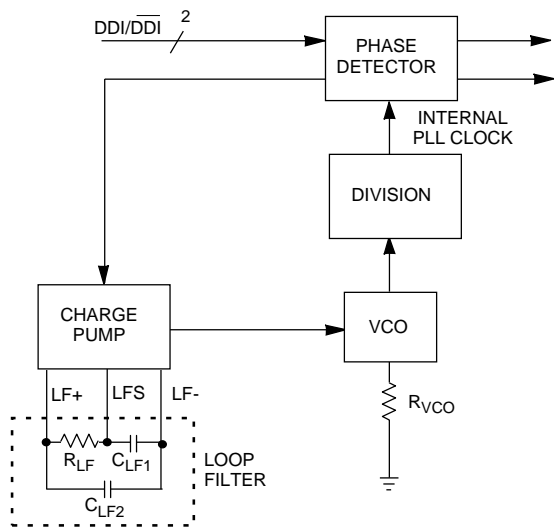 DDI/D̅D̅I̅
2
PHASE
DETECTOR
INTERNAL
PLL CLOCK
DIVISION
CHARGE
PUMP
VCO
LF+ LFS LF-
RVCO
RLF CLF1
LOOP
FILTER
CLF2